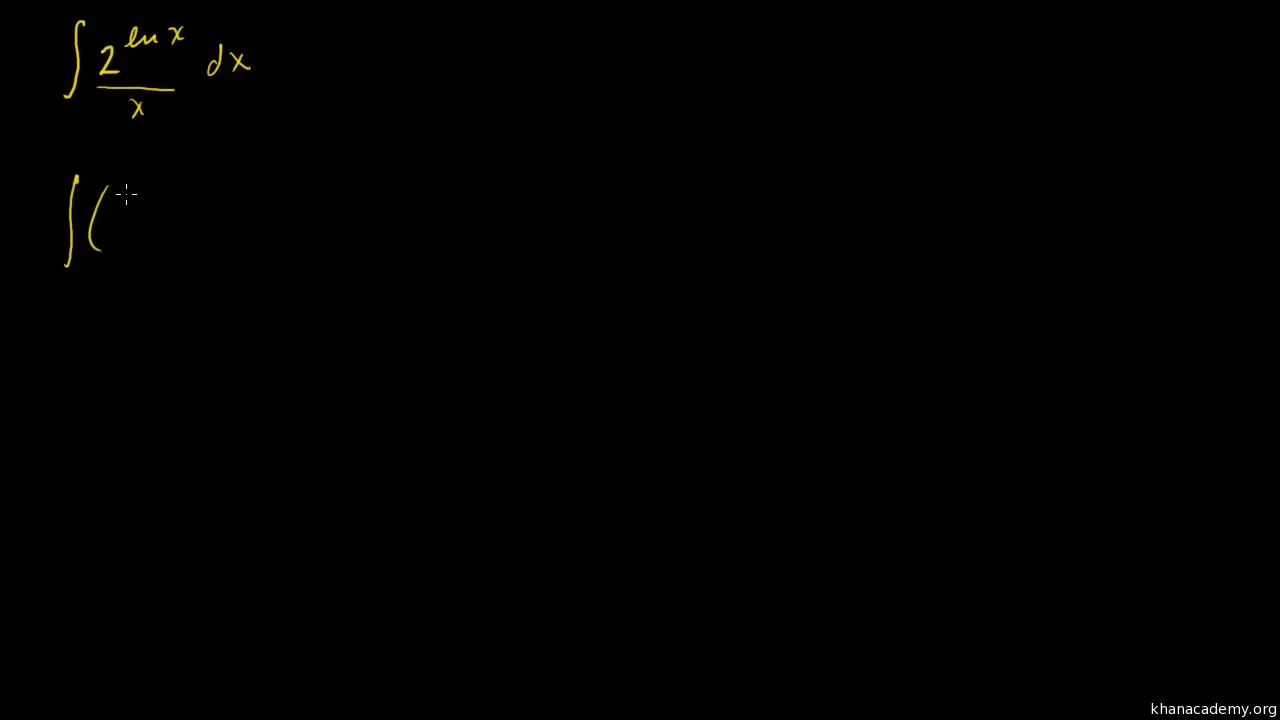 ∫ 2^{ln x} / x dx
∫ (
khanacademy.org